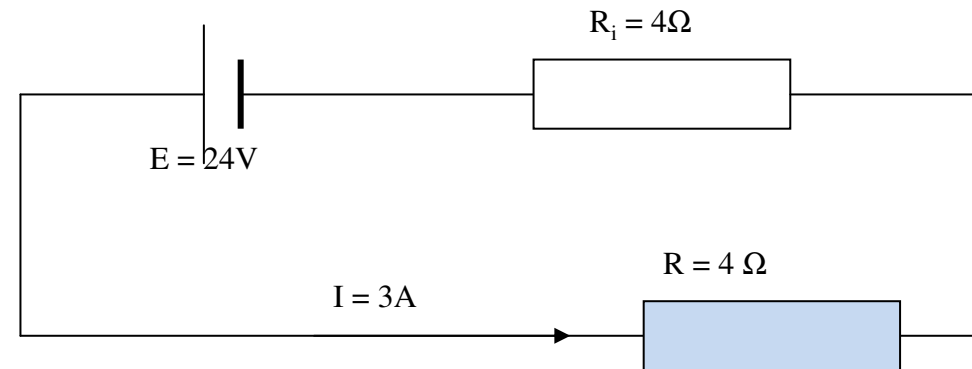 Rᵢ = 4Ω
E = 24V
R = 4 Ω
I = 3A